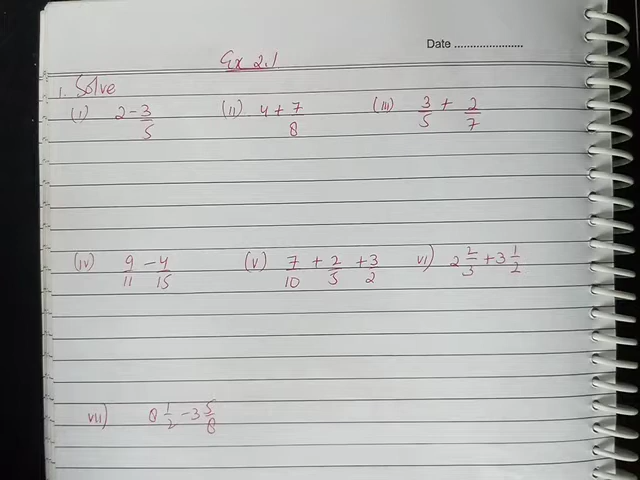 Date ......................
Ex 2.1
1. Solve
(i) 2 - 3/5 (ii) 4 + 7/8 (iii) 3/5 + 2/7
(iv) 9/11 - 4/15 (v) 7/10 + 2/5 + 3/2 vi) 2 2/3 + 3 1/2
vii) 8 1/2 - 3 5/8